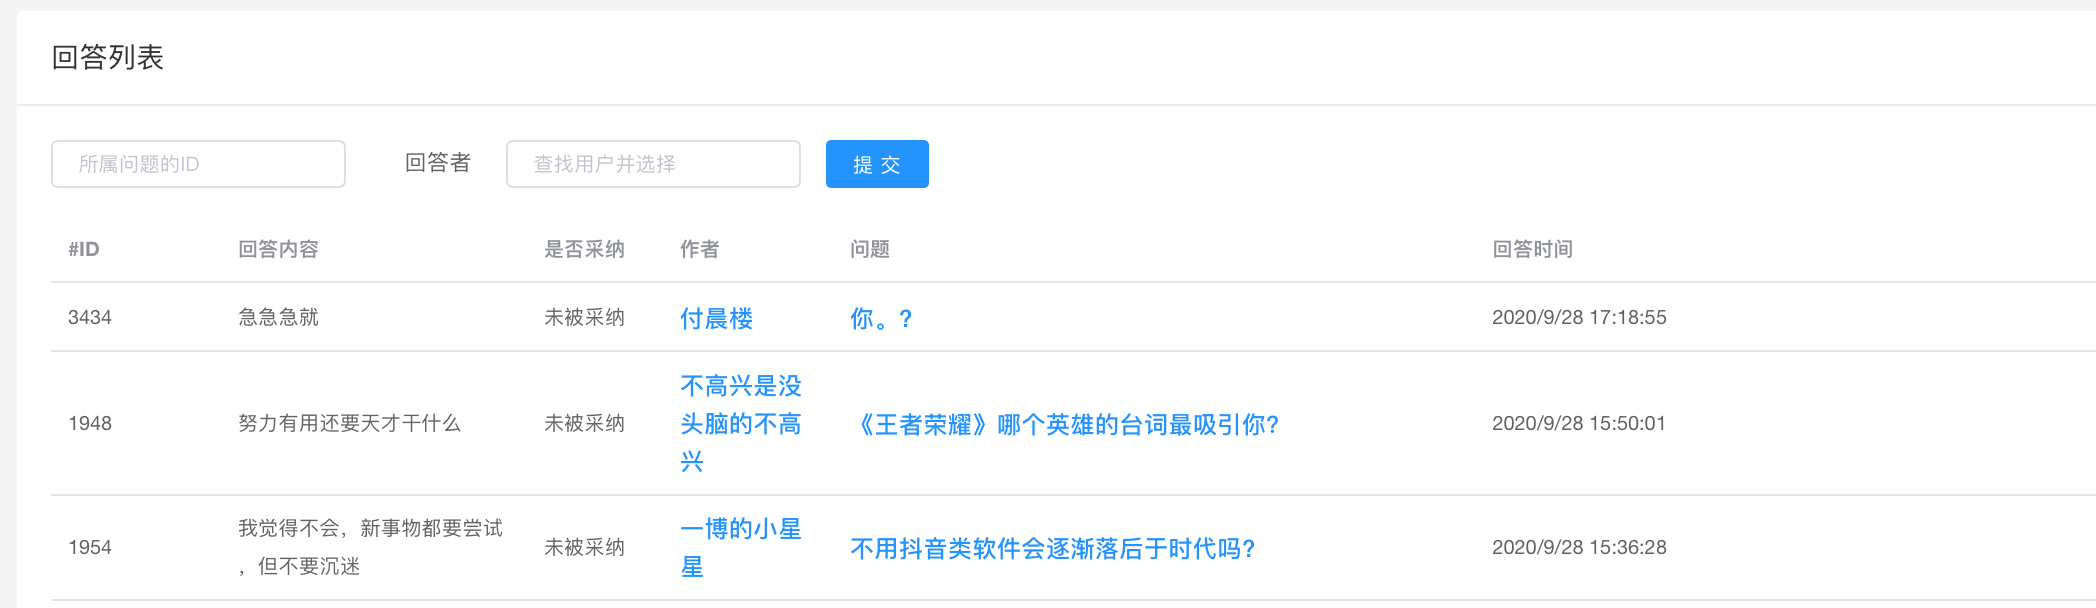 回答列表
所属问题的ID 回答者 查找用户并选择 提 交
#ID 回答内容 是否采纳 作者 问题 回答时间
3434 急急急就 未被采纳 付晨楼 你。? 2020/9/28 17:18:55
1948 努力有用还要天才干什么 未被采纳 不高兴是没
头脑的不高
兴 《王者荣耀》哪个英雄的台词最吸引你? 2020/9/28 15:50:01
1954 我觉得不会，新事物都要尝试
，但不要沉迷 未被采纳 一博的小星
星 不用抖音类软件会逐渐落后于时代吗? 2020/9/28 15:36:28